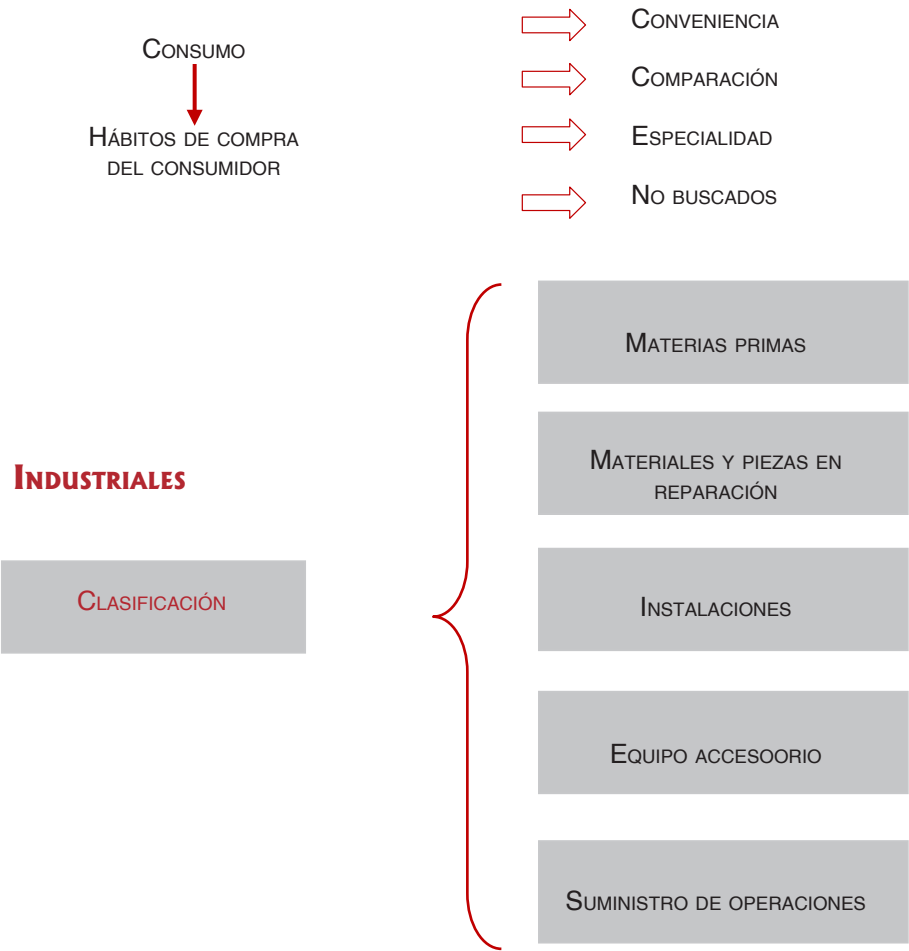 Consumo
Hábitos de compra
del consumidor
Conveniencia
Comparación
Especialidad
No buscados
Industriales
Clasificación
Materias primas
Materiales y piezas en
reparación
Instalaciones
Equipo accesoorio
Suministro de operaciones